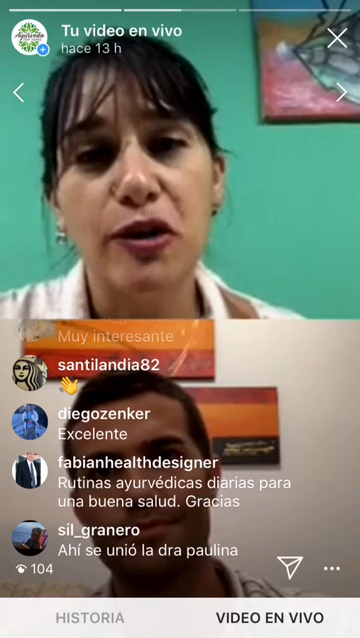 Ayurveda
Tu video en vivo
hace 13 h
Muy interesante
santilandia82
👋
diegozenker
Excelente
fabianhealthdesigner
Rutinas ayurvédicas diarias para
una buena salud. Gracias
sil_granero
Ahí se unió la dra paulina
104
HISTORIA
VIDEO EN VIVO